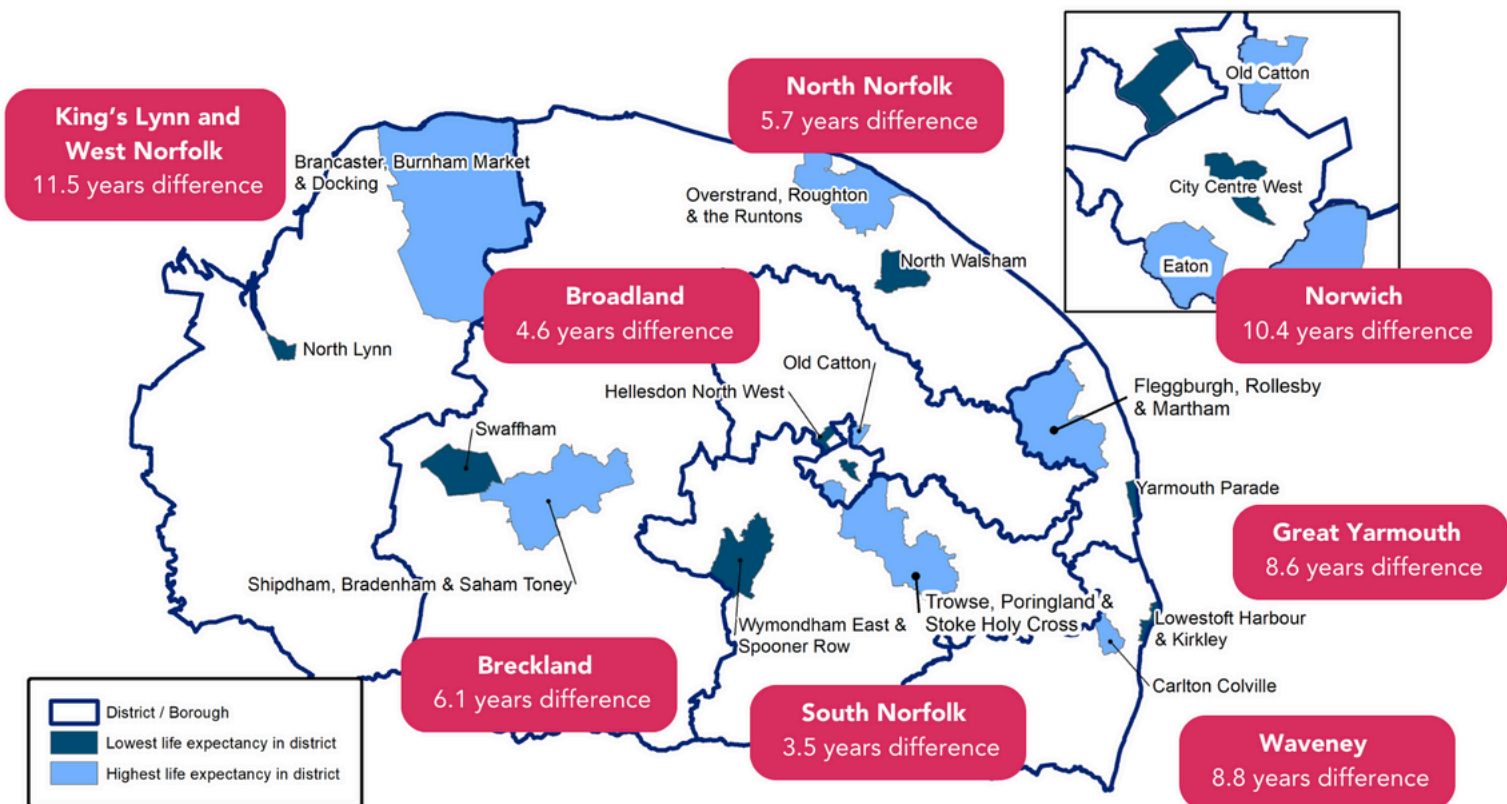 King's Lynn and
West Norfolk
11.5 years difference
Brancaster, Burnham Market
& Docking
North Norfolk
5.7 years difference
Overstrand, Roughton
& the Runtons
North Walsham
Old Catton
City Centre West
Eaton
Norwich
10.4 years difference
Broadland
4.6 years difference
North Lynn
Old Catton
Hellesdon North West
Fleggburgh, Rollesby
& Martham
Swaffham
Yarmouth Parade
Great Yarmouth
8.6 years difference
Shipdham, Bradenham & Saham Toney
Wymondham East &
Spooner Row
Trowse, Poringland &
Stoke Holy Cross
Lowestoft Harbour
& Kirkley
Carlton Colville
Breckland
6.1 years difference
South Norfolk
3.5 years difference
Waveney
8.8 years difference
District / Borough
Lowest life expectancy in district
Highest life expectancy in district